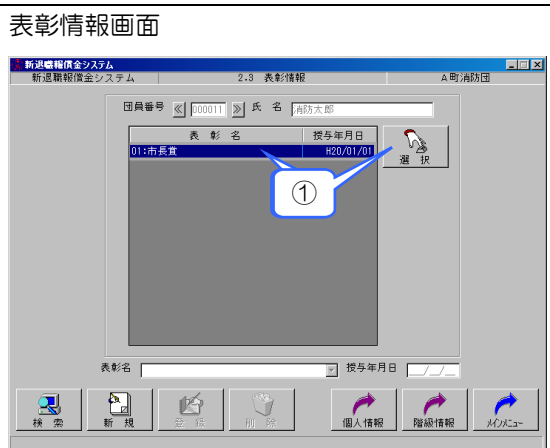 表彰情報画面
新退職報償金システム
新退職報償金システム 2.3 表彰情報 A町消防団
団員番号 000011 氏 名 消防太郎
表 彰 名 授与年月日
01:市長賞 H20/01/01
選 択
①
表彰名 授与年月日 __/__/__
検 索 新 規 登 録 削 除 個人情報 階級情報 メインメニュー